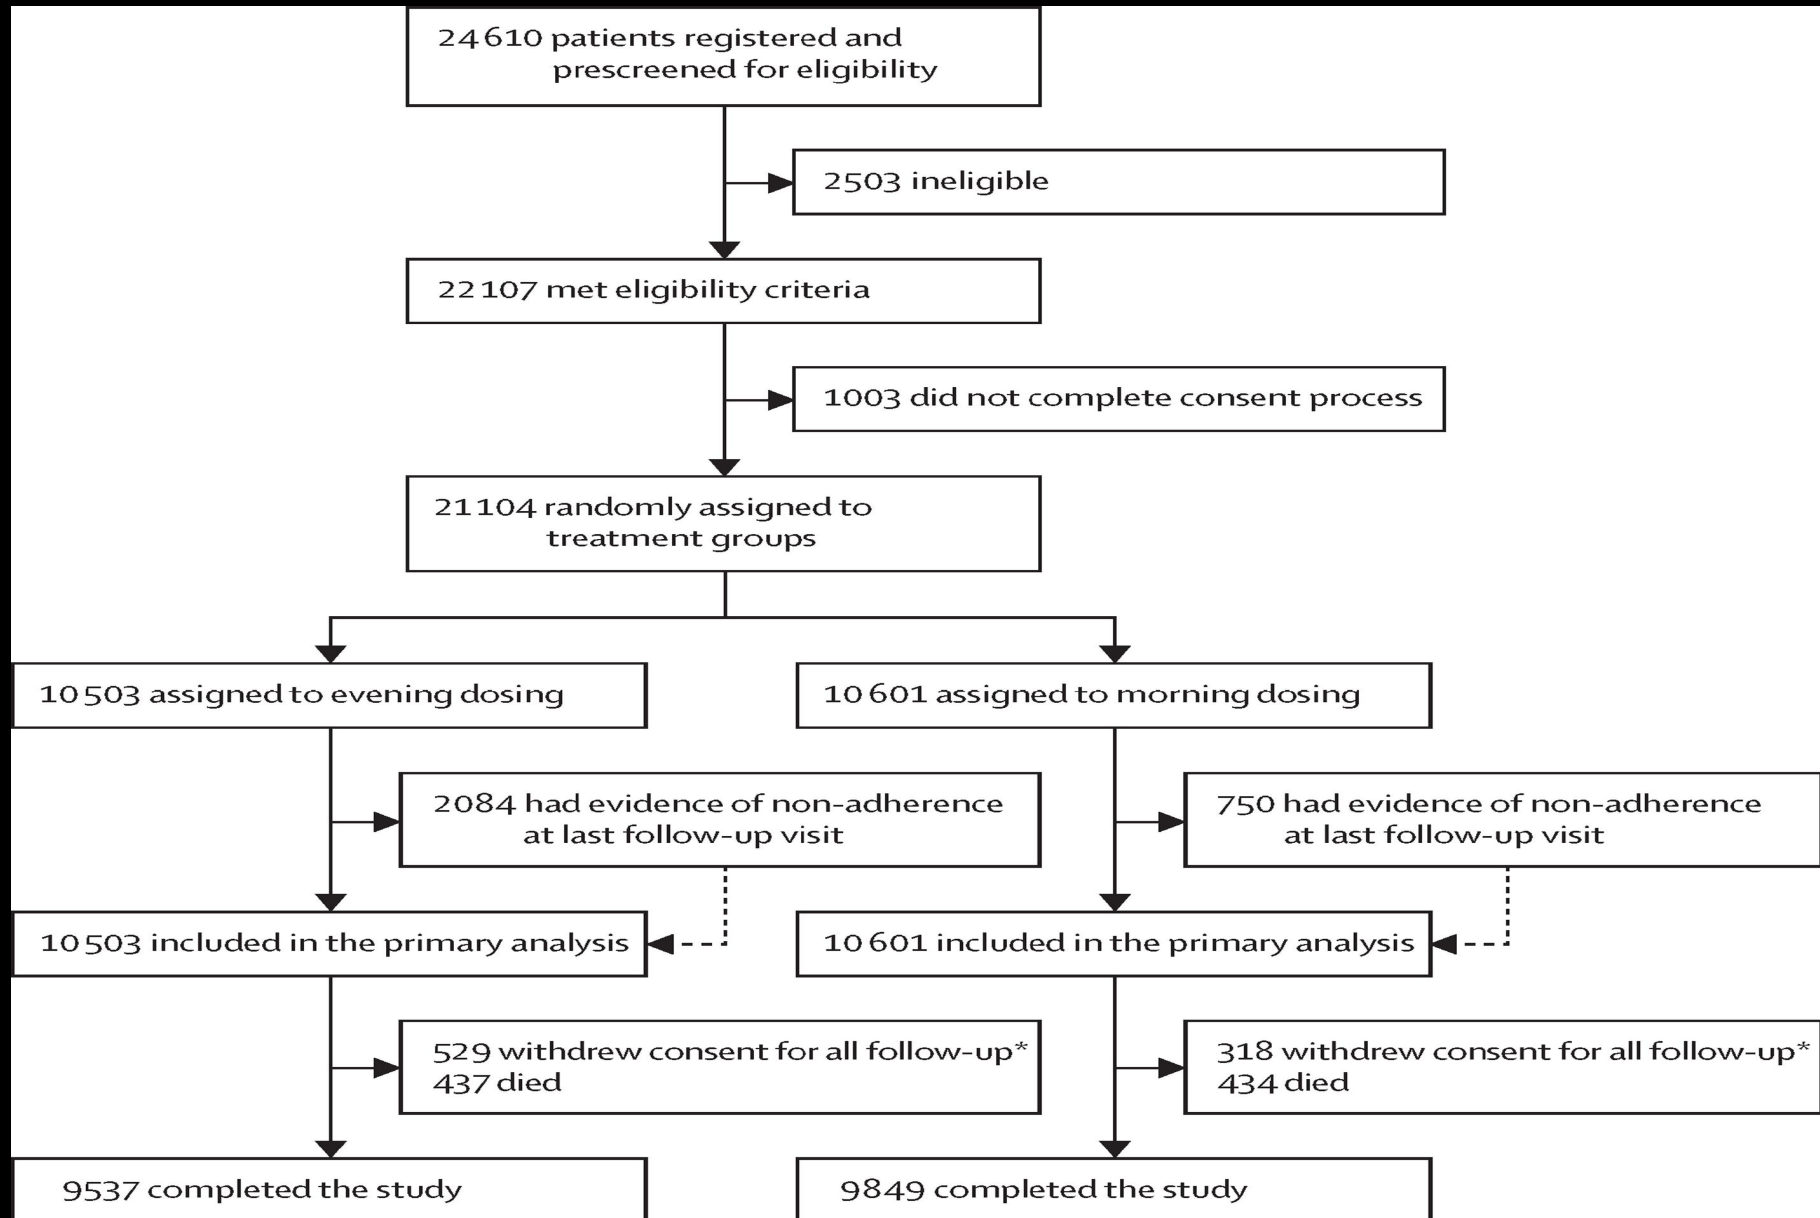 24 610 patients registered and
prescreened for eligibility
2503 ineligible
22 107 met eligibility criteria
1003 did not complete consent process
21 104 randomly assigned to
treatment groups
10 503 assigned to evening dosing
10 601 assigned to morning dosing
2084 had evidence of non-adherence
at last follow-up visit
750 had evidence of non-adherence
at last follow-up visit
10 503 included in the primary analysis
10 601 included in the primary analysis
529 withdrew consent for all follow-up*
437 died
318 withdrew consent for all follow-up*
434 died
9537 completed the study
9849 completed the study